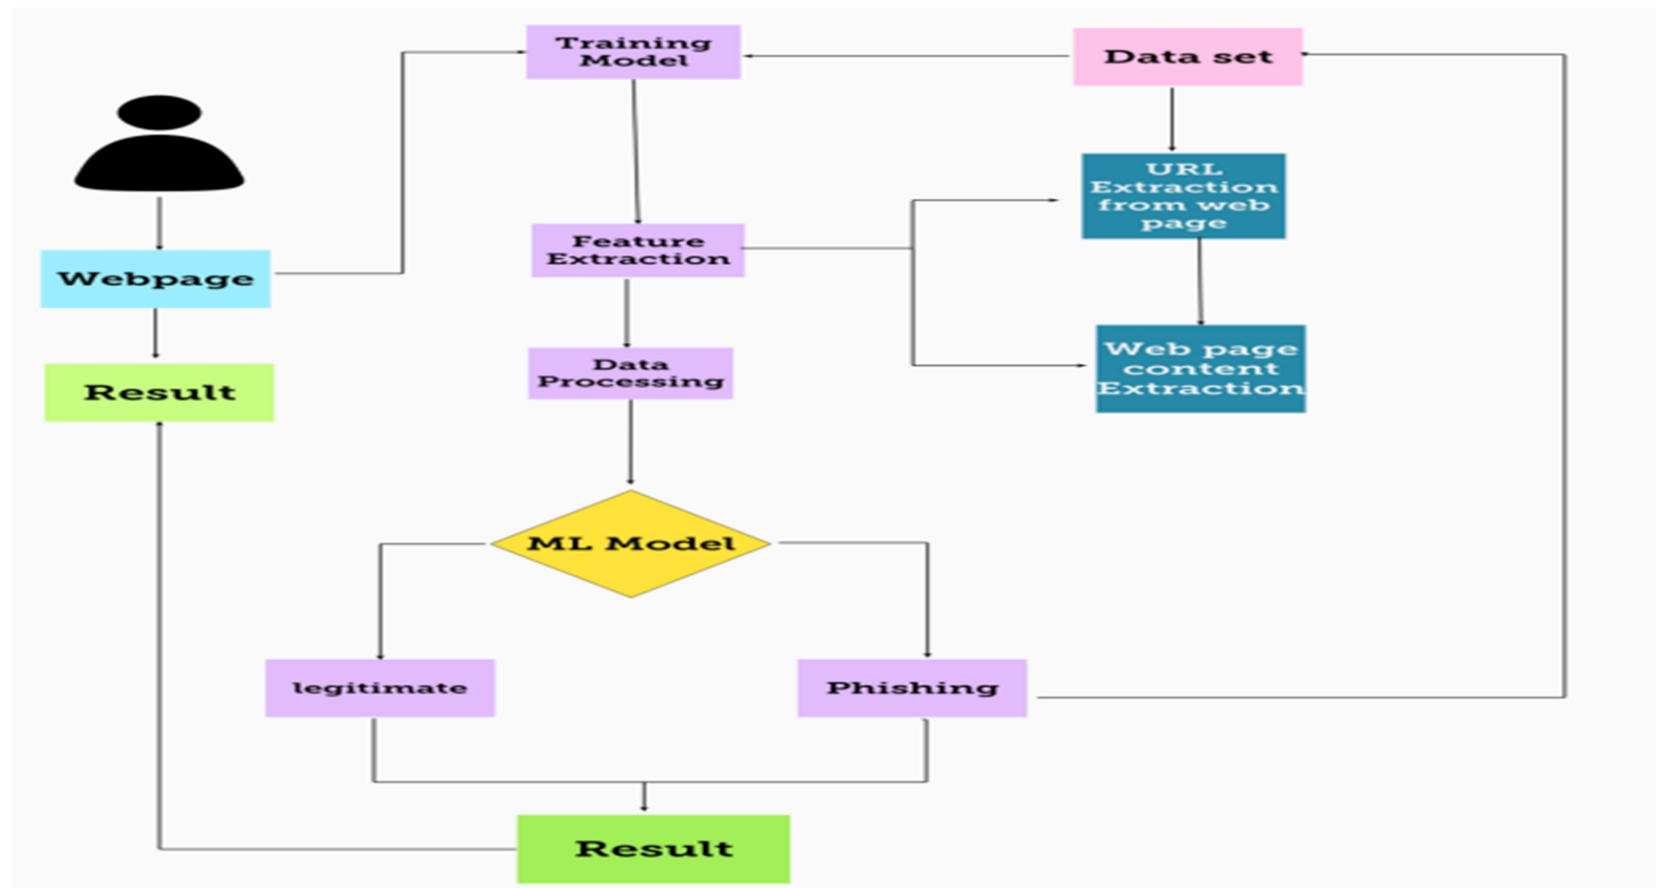 Training
Model
Data set
URL
Extraction
from web
page
Feature
Extraction
Webpage
Web page
content
Extraction
Data
Processing
Result
ML Model
legitimate
Phishing
Result